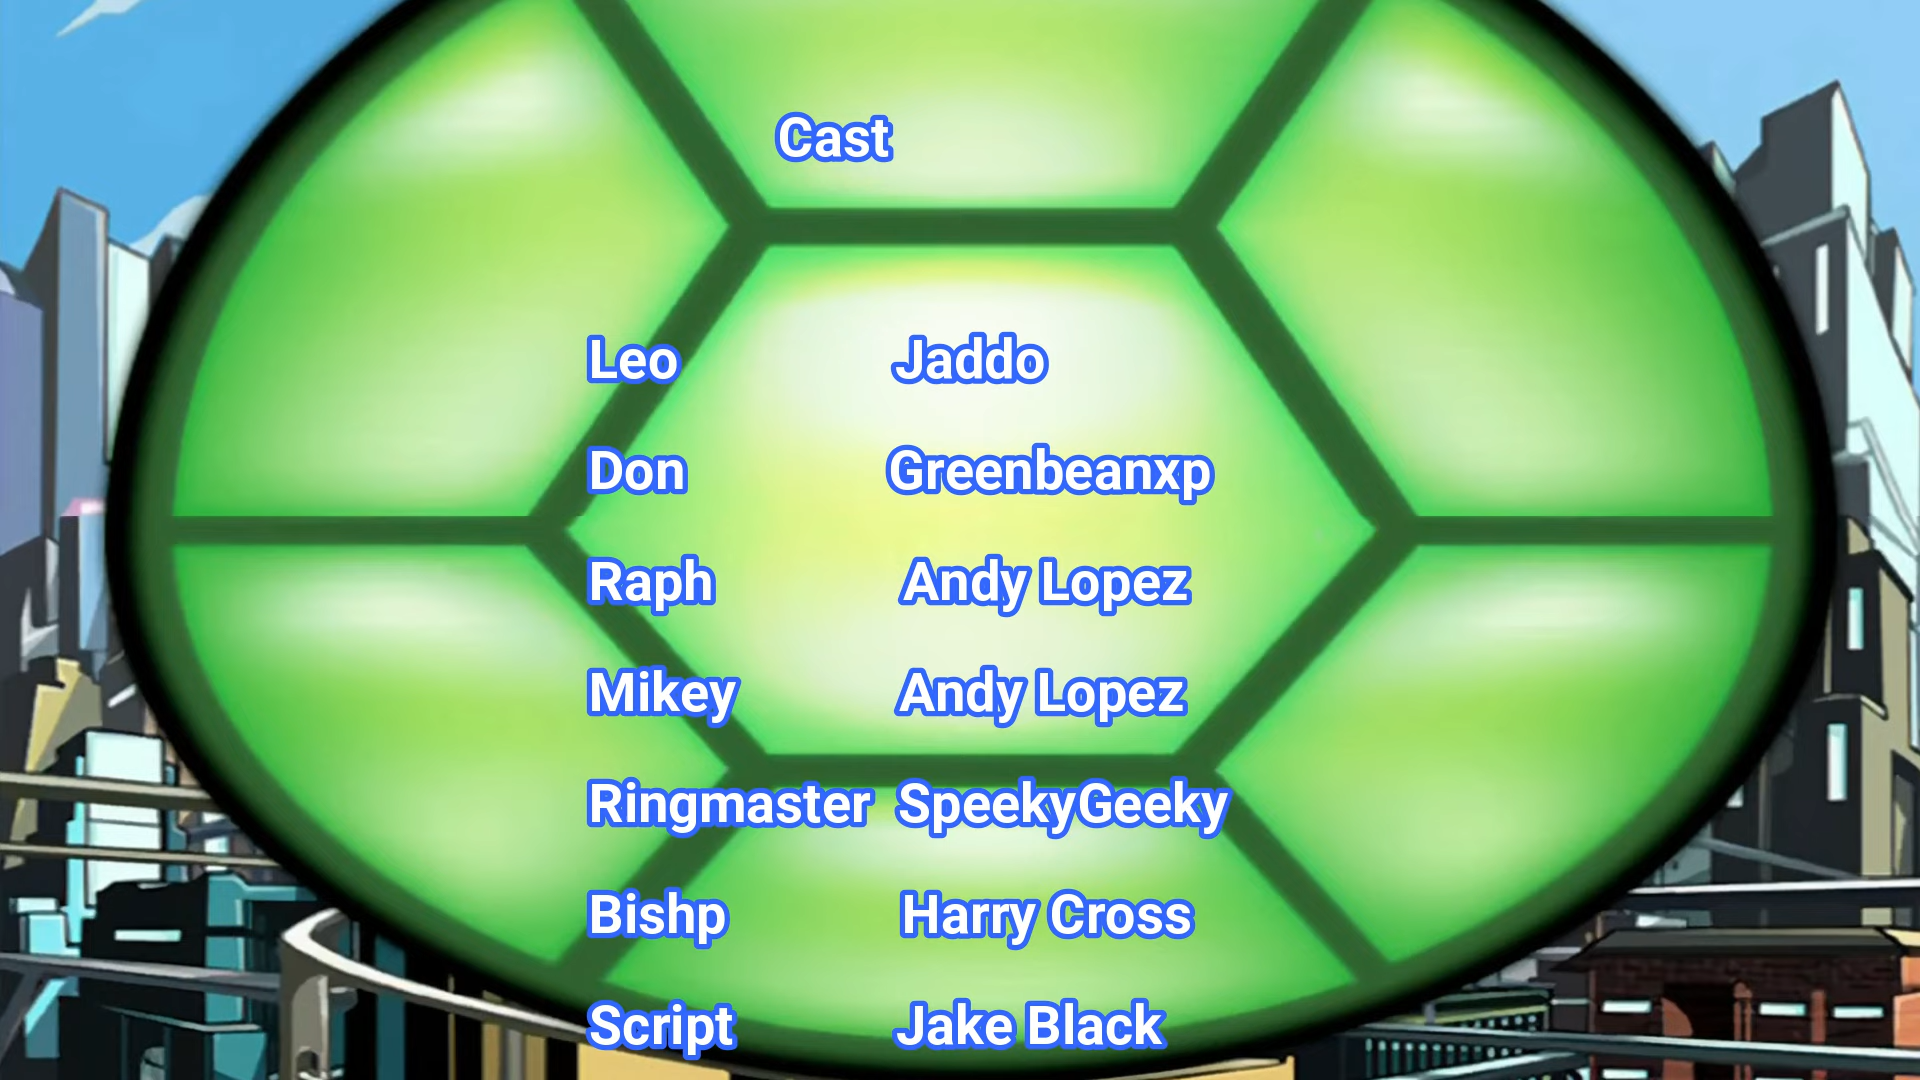 Cast
Leo Jaddo
Don Greenbeanxp
Raph Andy Lopez
Mikey Andy Lopez
Ringmaster SpeekyGeeky
Bishp Harry Cross
Script Jake Black